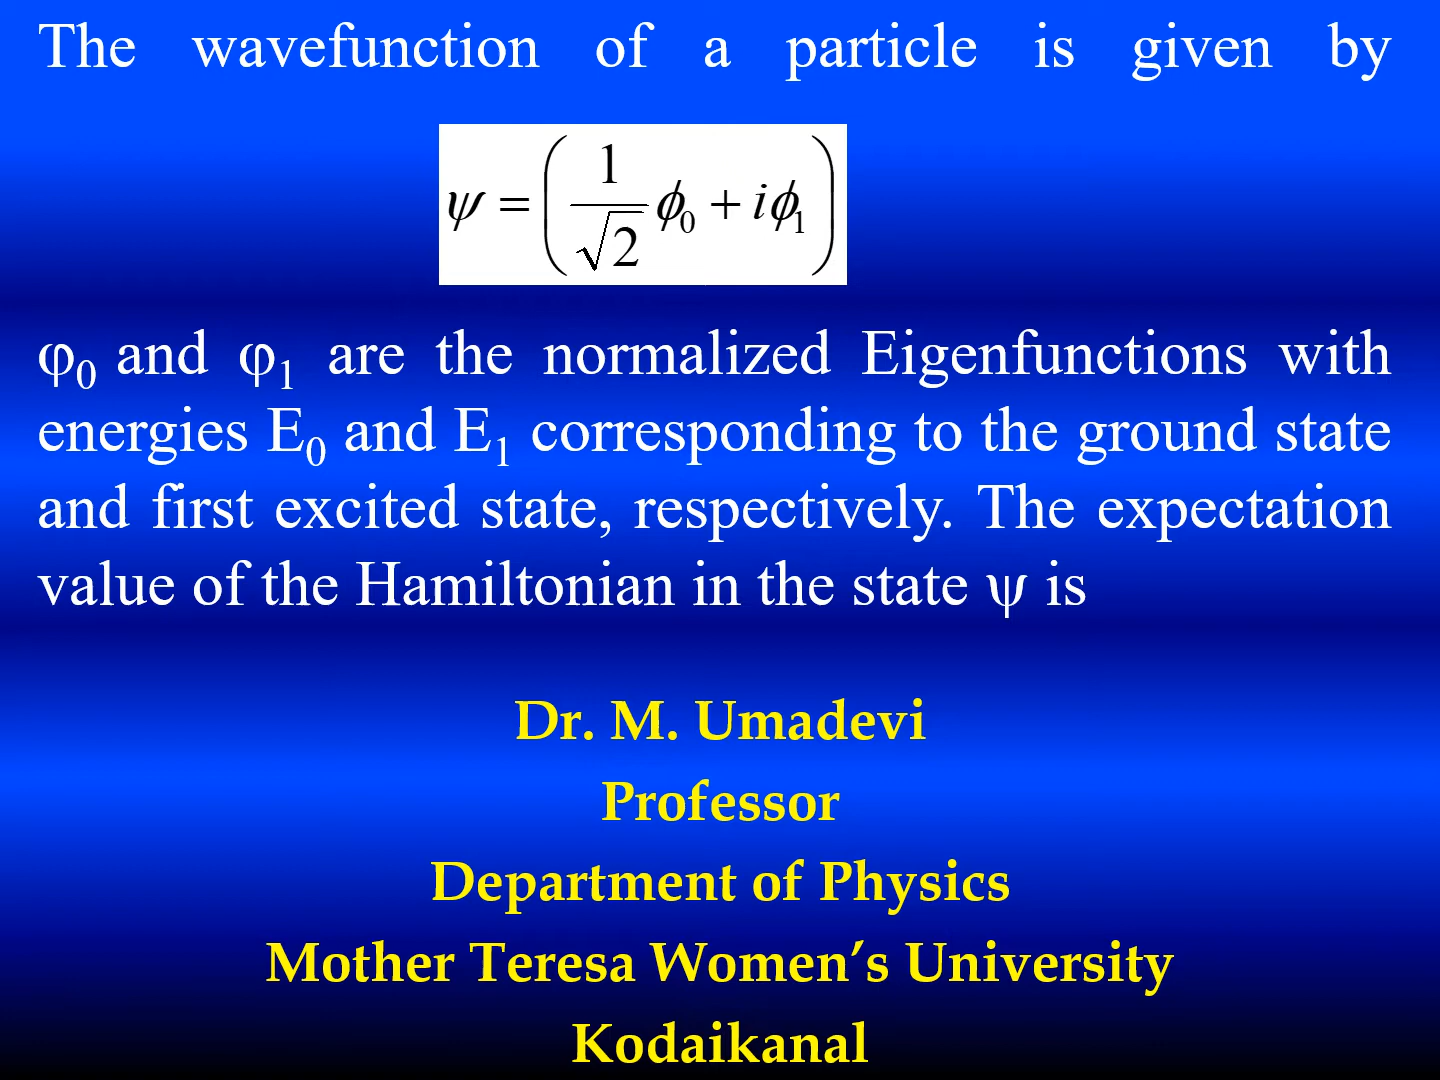 The wavefunction of a particle is given by
ψ = (1/√2 ϕ₀ + iϕ₁)
φ₀ and φ₁ are the normalized Eigenfunctions with
energies E₀ and E₁ corresponding to the ground state
and first excited state, respectively. The expectation
value of the Hamiltonian in the state ψ is
Dr. M. Umadevi
Professor
Department of Physics
Mother Teresa Women’s University
Kodaikanal